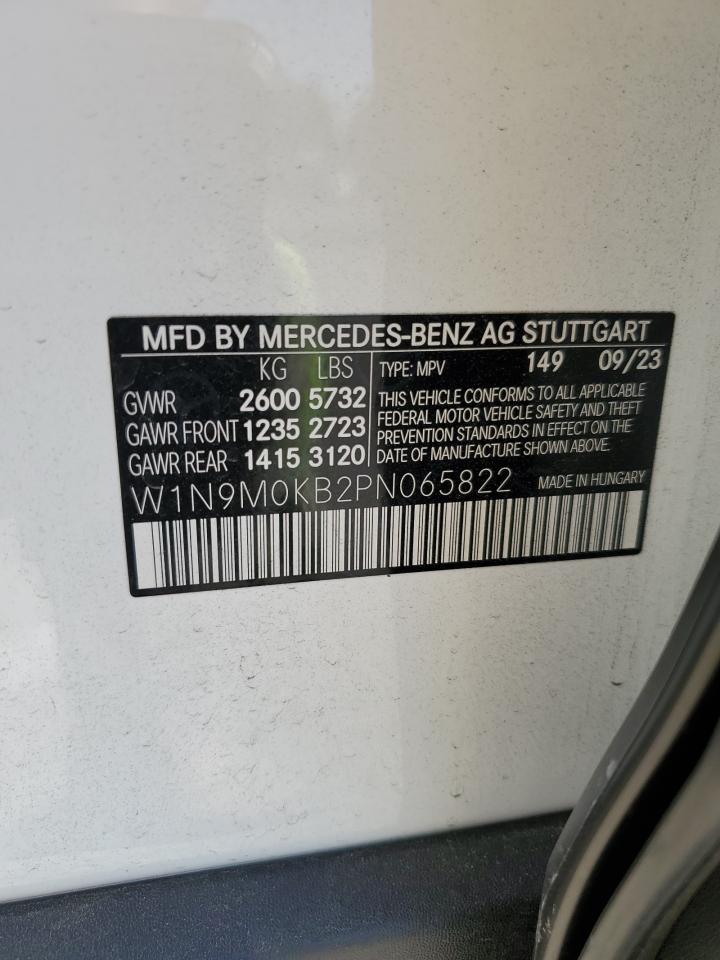 MFD BY MERCEDES-BENZ AG STUTTGART
KG LBS
GVWR 2600 5732
GAWR FRONT 1235 2723
GAWR REAR 1415 3120
TYPE: MPV 149 09/23
THIS VEHICLE CONFORMS TO ALL APPLICABLE
FEDERAL MOTOR VEHICLE SAFETY AND THEFT
PREVENTION STANDARDS IN EFFECT ON THE
DATE OF MANUFACTURE SHOWN ABOVE.
W1N9M0KB2PN065822 MADE IN HUNGARY